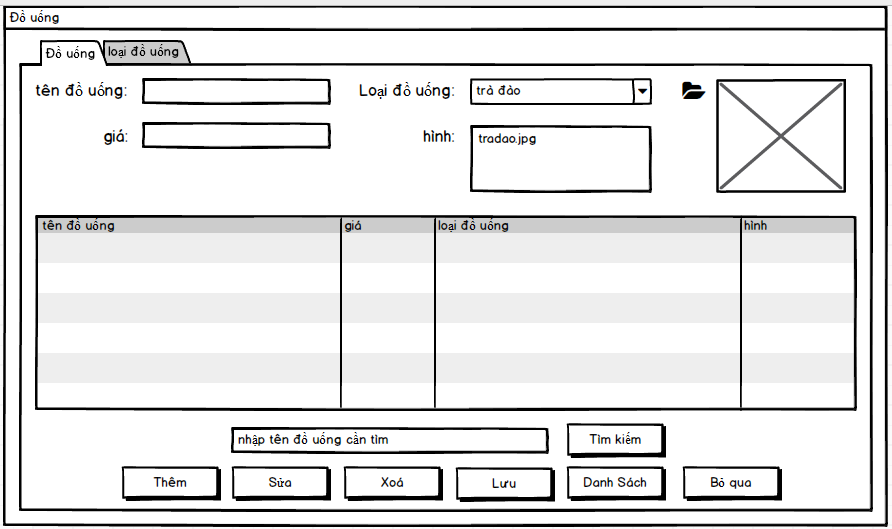 Đồ uống
Đồ uống loại đồ uống
tên đồ uống: Loại đồ uống: trà đào
giá: hình: tradao.jpg
tên đồ uống giá loại đồ uống hình
nhập tên đồ uống cần tìm Tìm kiếm
Thêm Sửa Xoá Lưu Danh Sách Bỏ qua